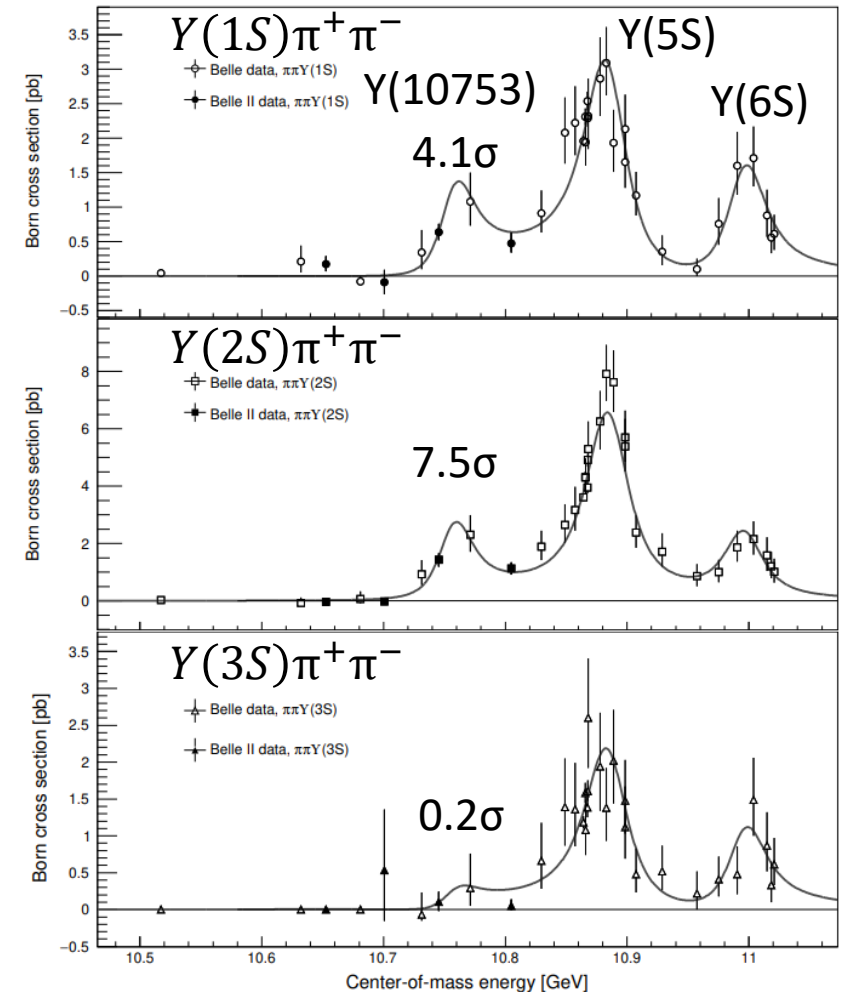 Y(1S)π⁺π⁻
Y(5S)
Belle data, ππΥ(1S)
Belle II data, ππΥ(1S)
Y(10753)
Y(6S)
4.1σ
Born cross section [pb]
3.5
3
2.5
2
1.5
1
0.5
0
−0.5
Y(2S)π⁺π⁻
Belle data, ππΥ(2S)
Belle II data, ππΥ(2S)
7.5σ
Born cross section [pb]
8
6
4
2
0
Y(3S)π⁺π⁻
Belle data, ππΥ(3S)
Belle II data, ππΥ(3S)
0.2σ
Born cross section [pb]
3.5
3
2.5
2
1.5
1
0.5
0
−0.5
10.5 10.6 10.7 10.8 10.9 11
Center-of-mass energy [GeV]